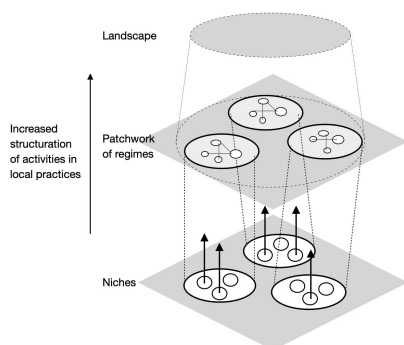 Landscape
Increased
structuration
of activities in
local practices
Patchwork
of regimes
Niches